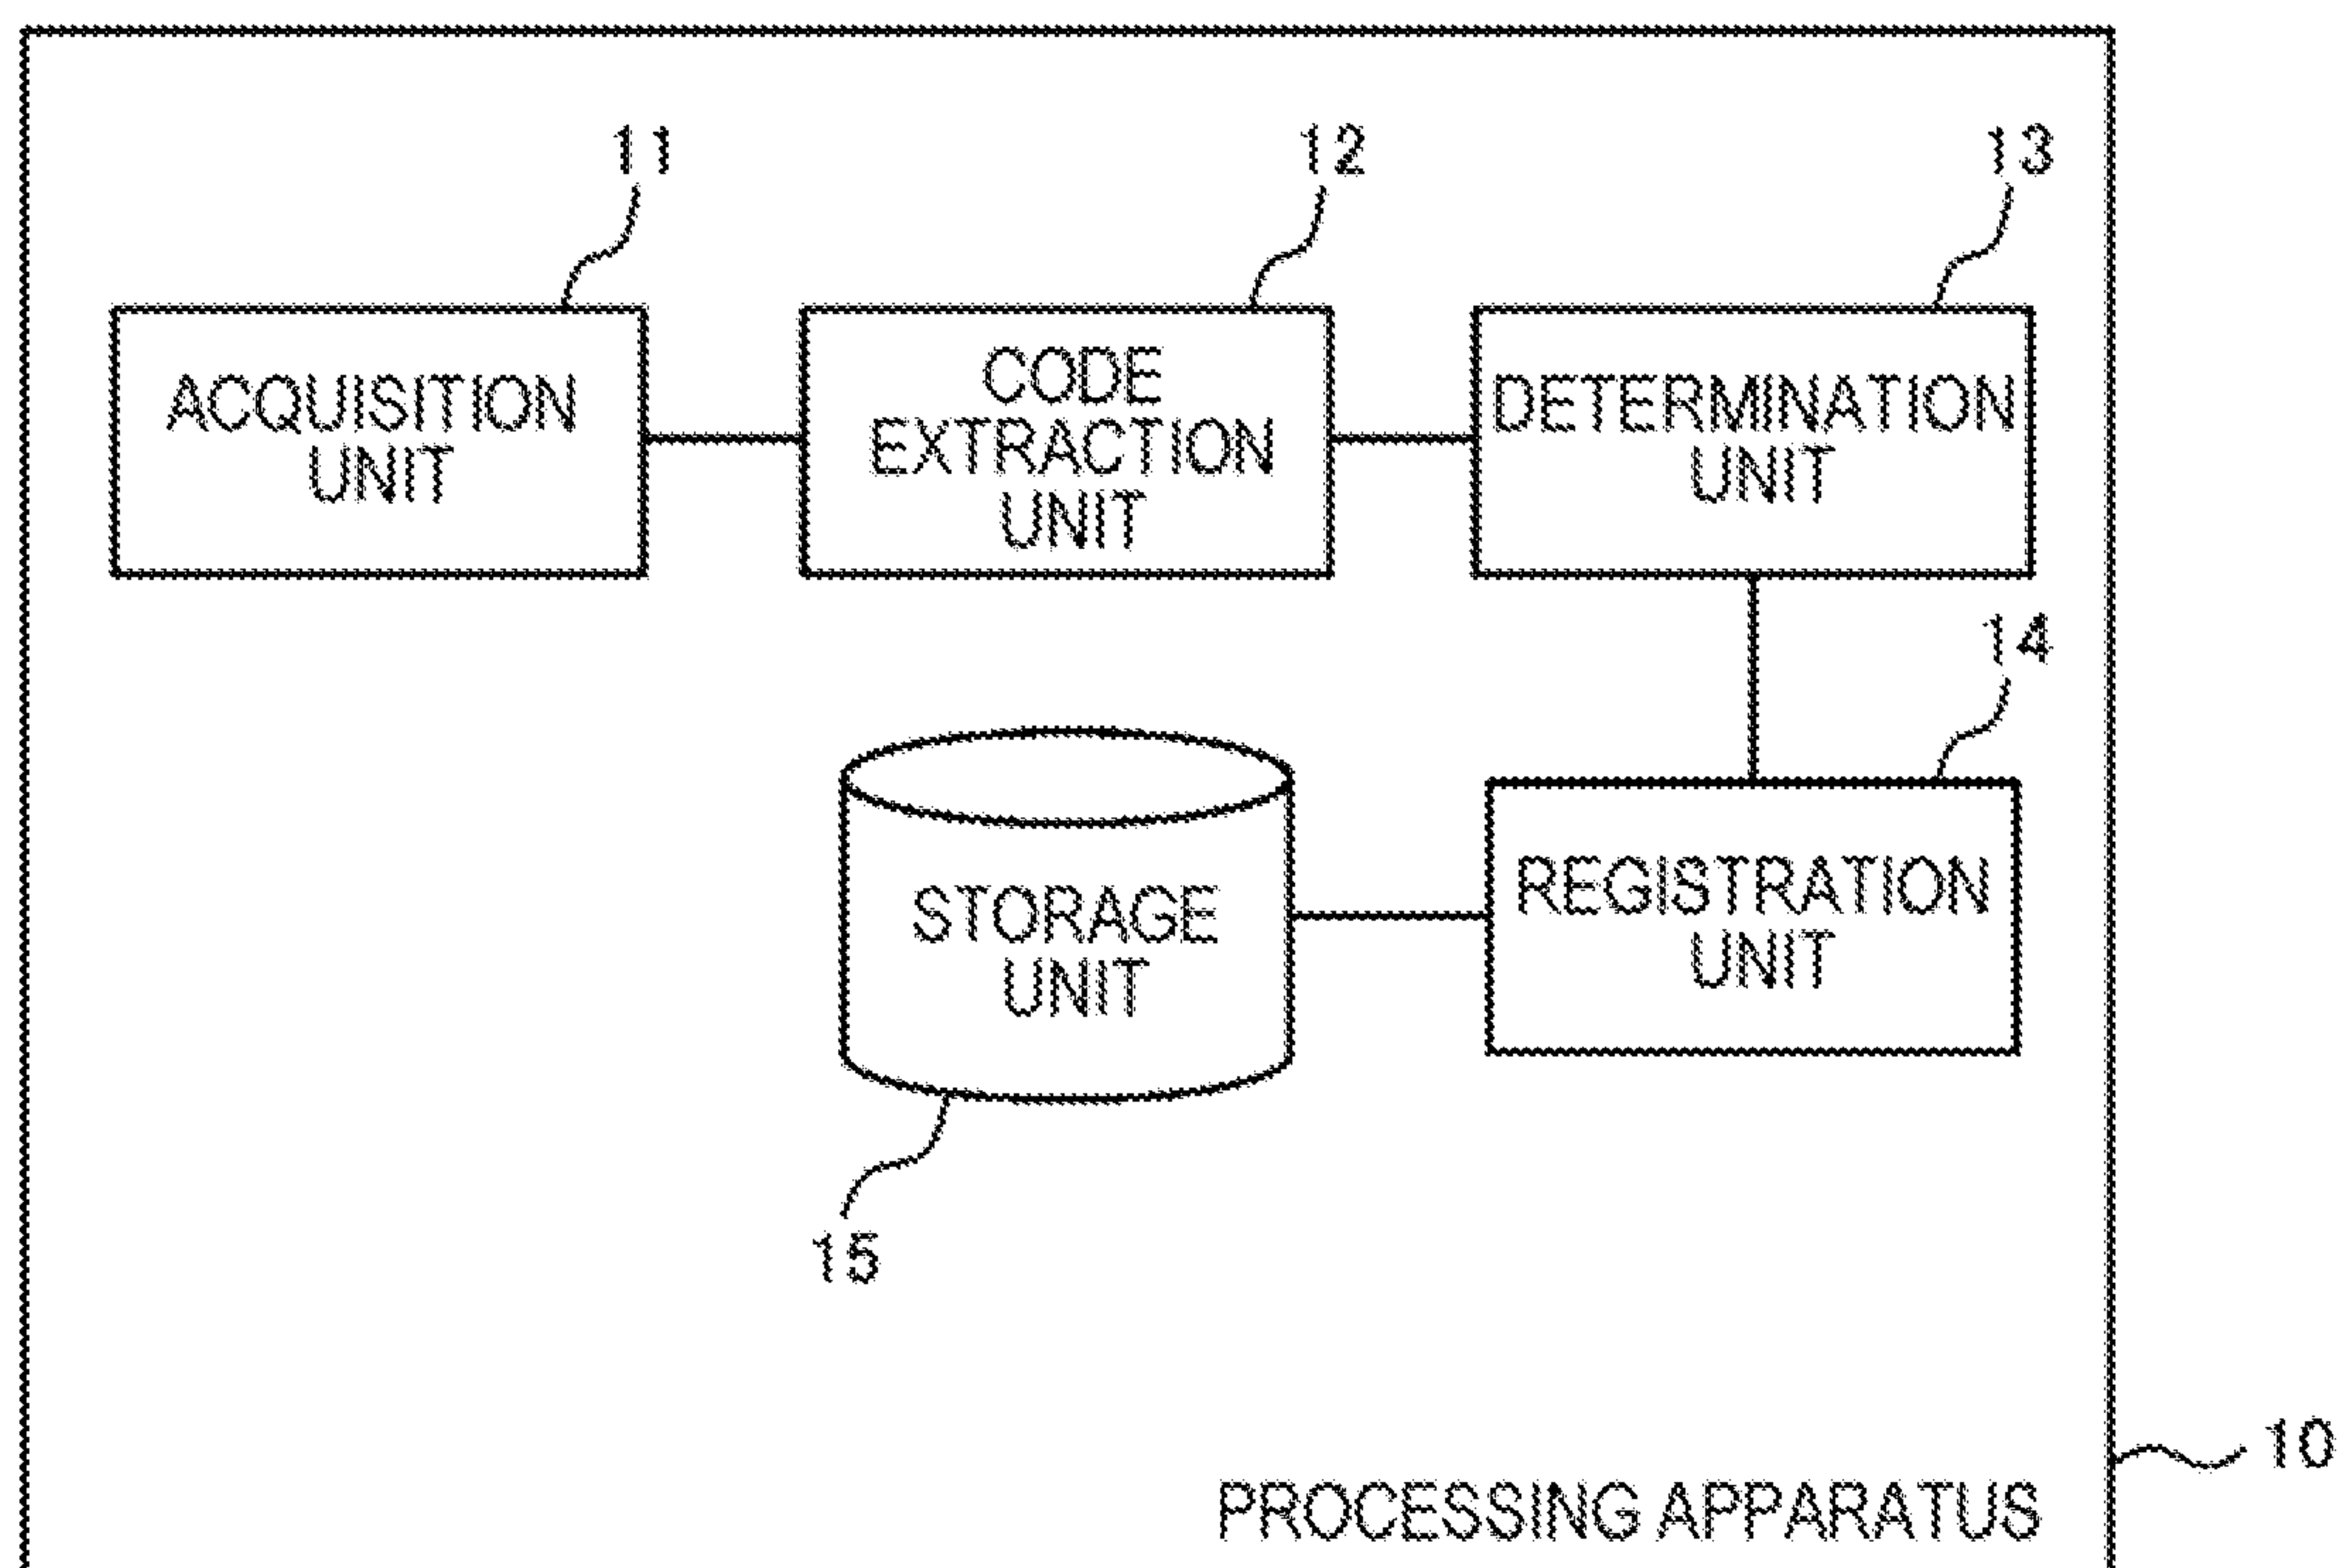 11
12
13
ACQUISITION
UNIT
CODE
EXTRACTION
UNIT
DETERMINATION
UNIT
14
STORAGE
UNIT
REGISTRATION
UNIT
15
10
PROCESSING APPARATUS